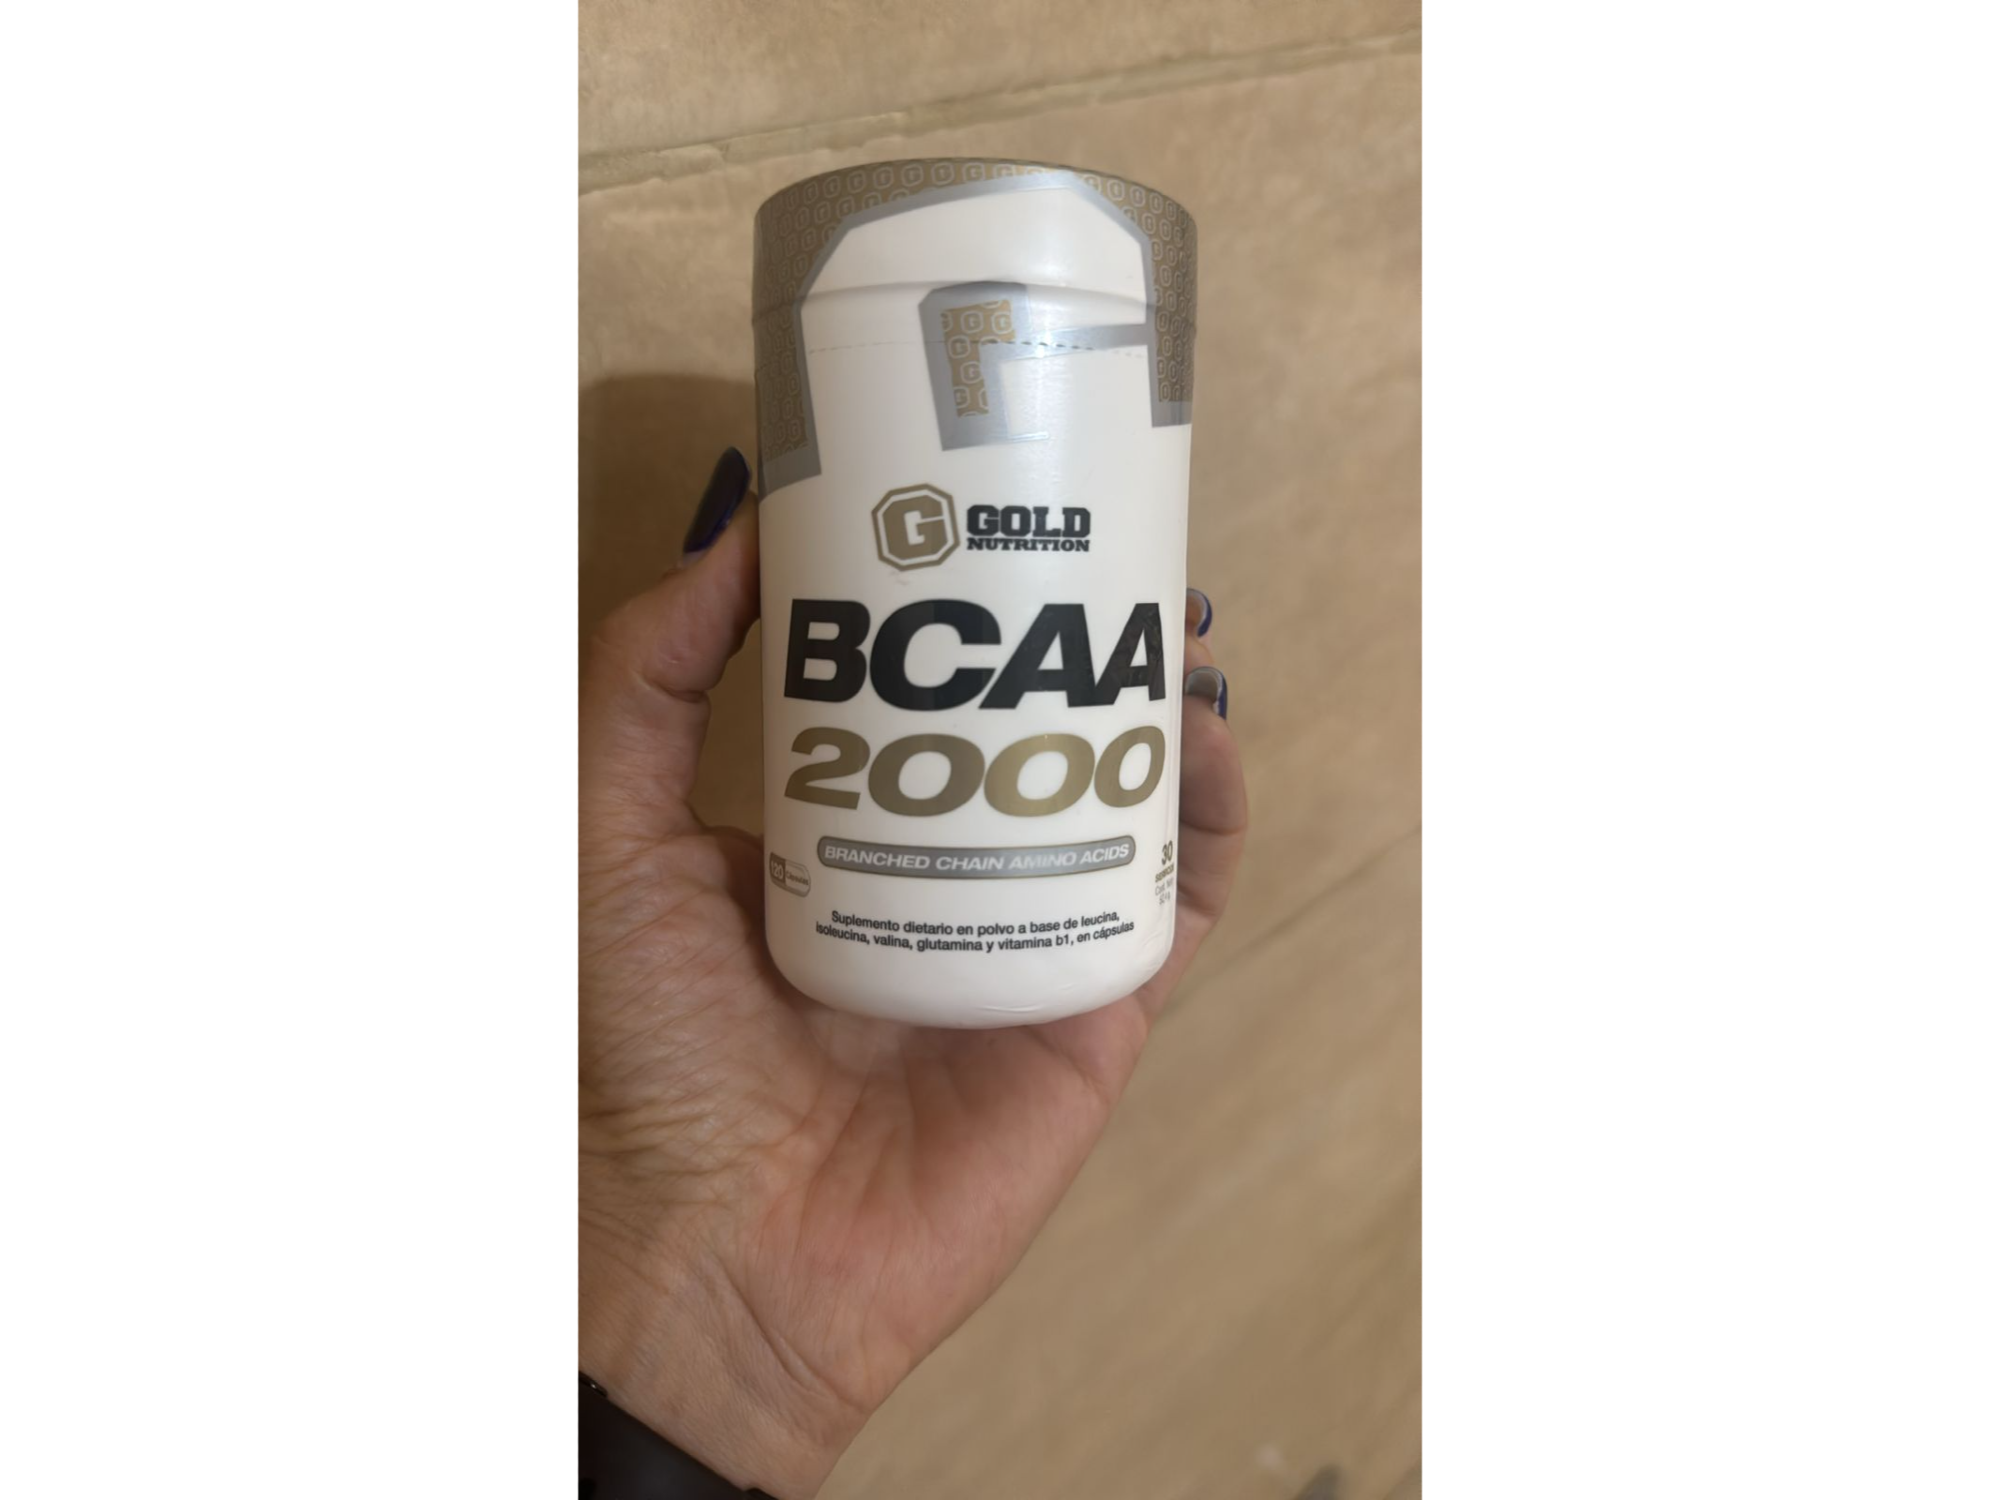 G GOLD
NUTRITION
BCAA
2000
BRANCHED CHAIN AMINO ACIDS
120 Cápsulas
30
Suplemento dietario en polvo a base de leucina,
isoleucina, valina, glutamina y vitamina b1, en cápsulas